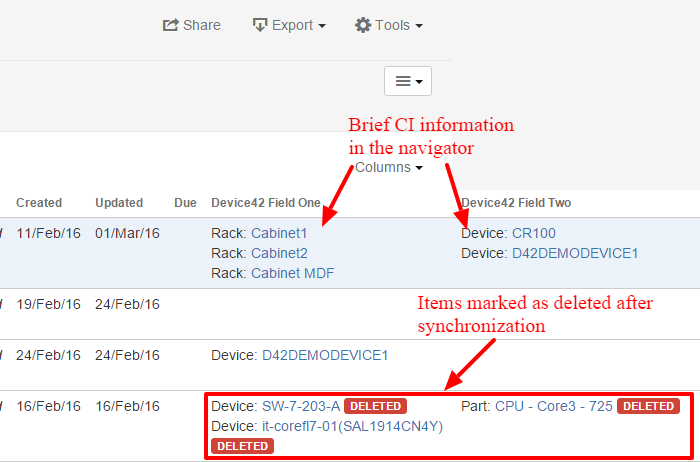 Share Export Tools
Brief CI information
in the navigator
Columns
Created Updated Due Device42 Field One Device42 Field Two
11/Feb/16 01/Mar/16 Rack: Cabinet1 Device: CR100
Rack: Cabinet2 Device: D42DEMODEVICE1
Rack: Cabinet MDF
19/Feb/16 24/Feb/16
Items marked as deleted after
synchronization
24/Feb/16 24/Feb/16 Device: D42DEMODEVICE1
16/Feb/16 16/Feb/16 Device: SW-7-203-A DELETED Part: CPU - Core3 - 725 DELETED
Device: it-corefl7-01(SAL1914CN4Y)
DELETED